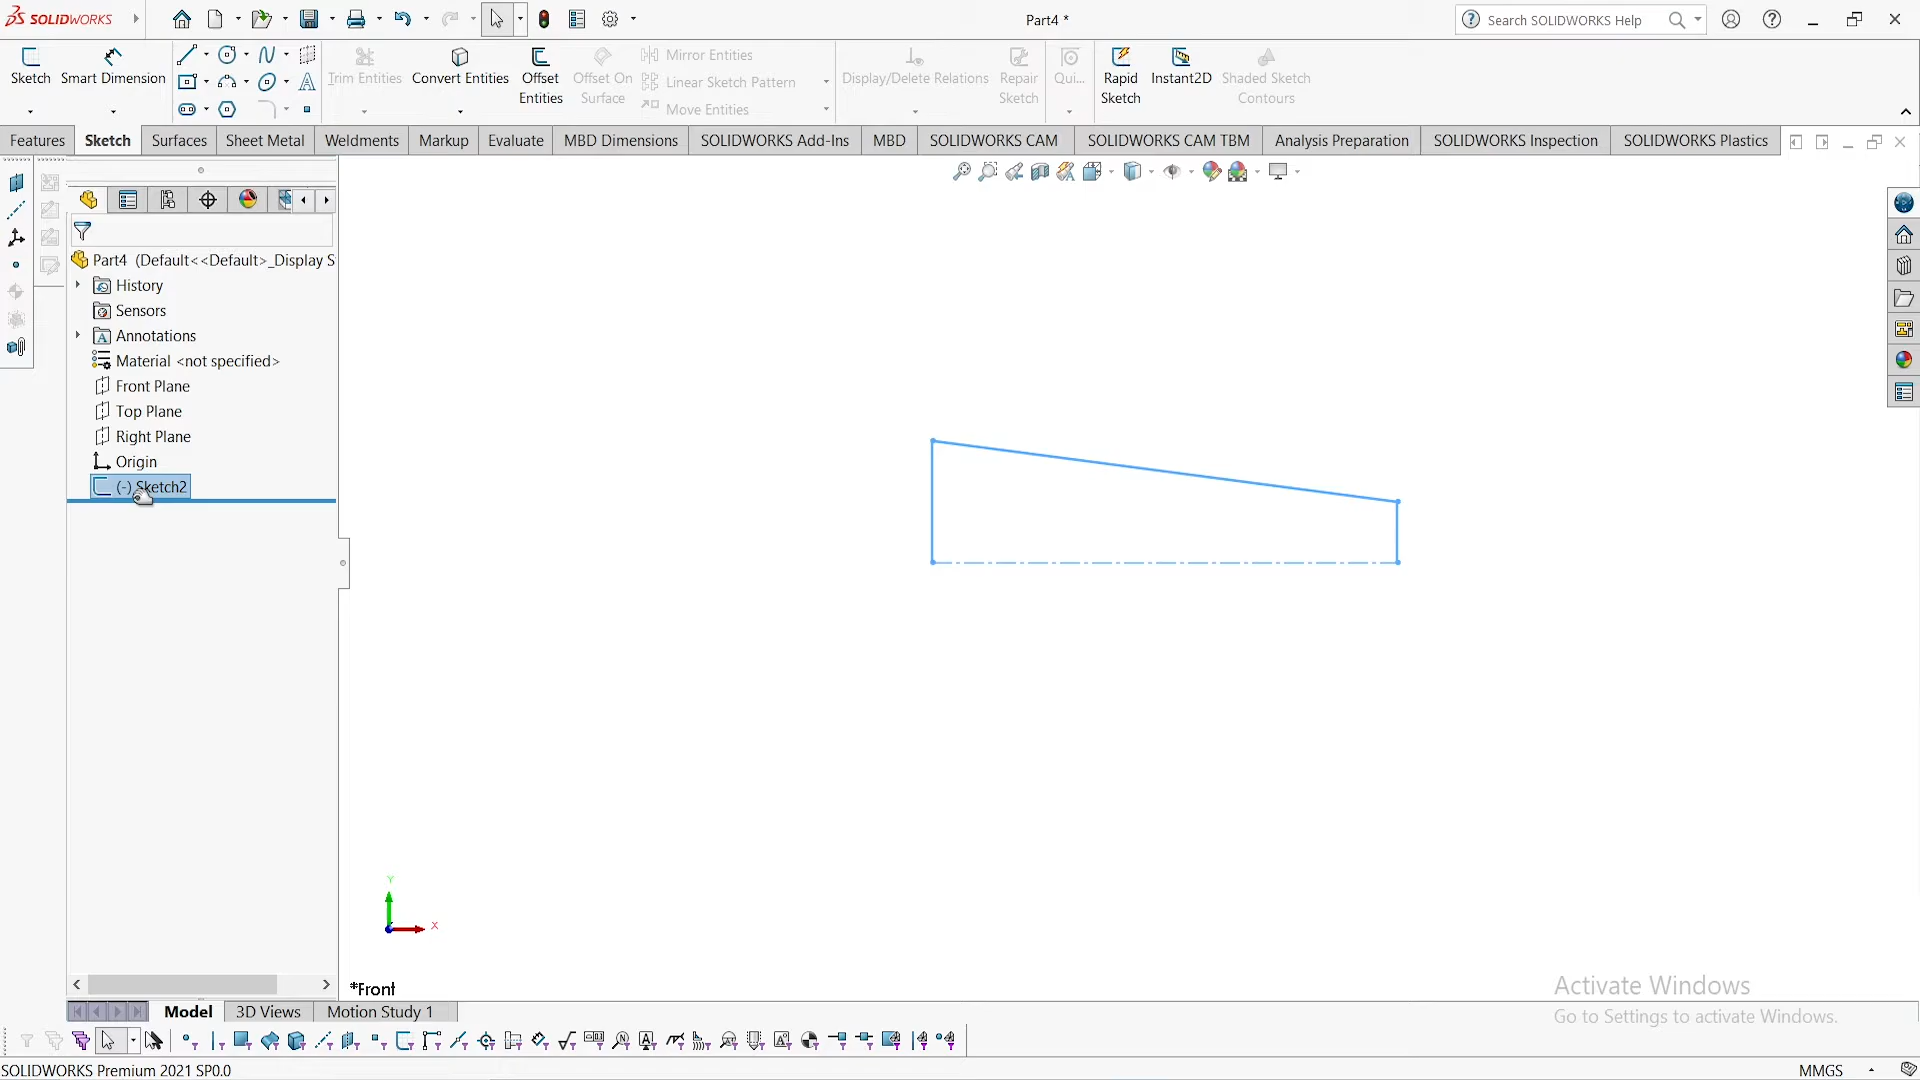 SOLIDWORKS
Part4 *
Search SOLIDWORKS Help
Sketch
Smart Dimension
Trim Entities
Convert Entities
Offset
Entities
Offset On
Surface
Mirror Entities
Linear Sketch Pattern
Move Entities
Display/Delete Relations
Repair
Sketch
Qui...
Rapid
Sketch
Instant2D
Shaded Sketch
Contours
Features
Sketch
Surfaces
Sheet Metal
Weldments
Markup
Evaluate
MBD Dimensions
SOLIDWORKS Add-Ins
MBD
SOLIDWORKS CAM
SOLIDWORKS CAM TBM
Analysis Preparation
SOLIDWORKS Inspection
SOLIDWORKS Plastics
Part4 (Default<<Default>_Display S
History
Sensors
Annotations
Material <not specified>
Front Plane
Top Plane
Right Plane
Origin
(-) Sketch2
Y
X
*Front
Activate Windows
Go to Settings to activate Windows.
Model
3D Views
Motion Study 1
SOLIDWORKS Premium 2021 SP0.0
MMGS